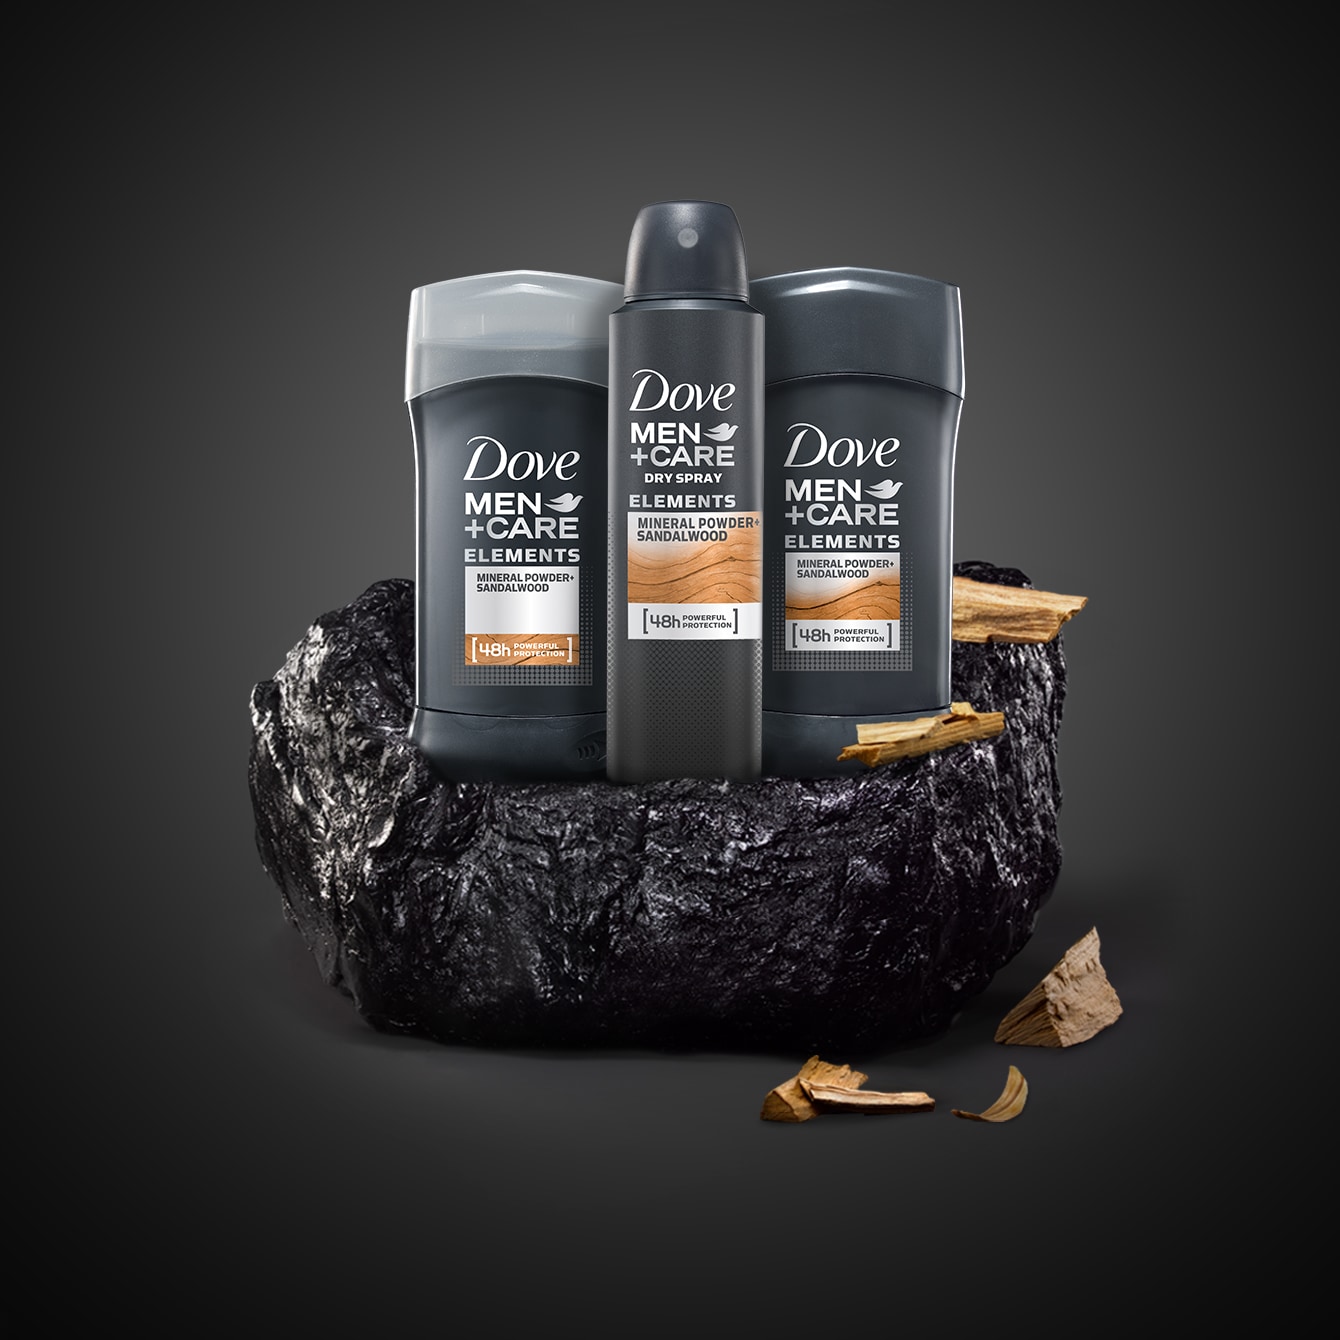 Dove
MEN
+CARE
ELEMENTS
MINERAL POWDER+
SANDALWOOD
[48h POWERFUL
PROTECTION]
Dove
MEN
+CARE
DRY SPRAY
ELEMENTS
MINERAL POWDER+
SANDALWOOD
[48h POWERFUL
PROTECTION]
Dove
MEN
+CARE
ELEMENTS
MINERAL POWDER+
SANDALWOOD
[48h POWERFUL
PROTECTION]